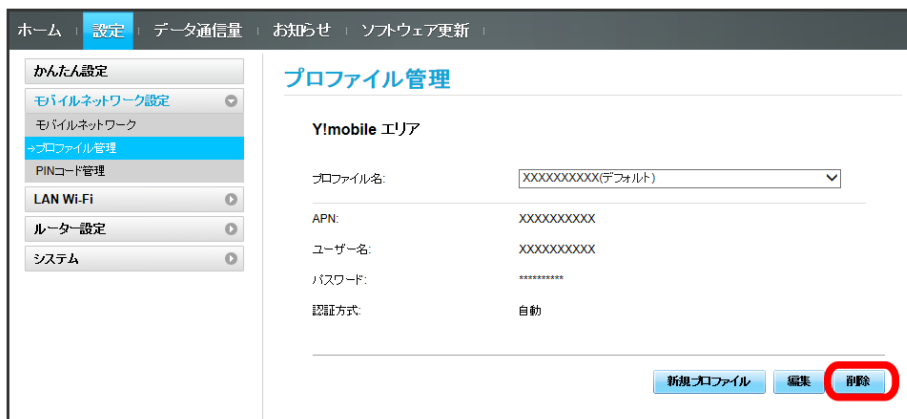 ホーム 設定 データ通信量 お知らせ ソフトウェア更新
かんたん設定
モバイルネットワーク設定
モバイルネットワーク
→プロファイル管理
PINコード管理
LAN Wi-Fi
ルーター設定
システム
プロファイル管理
Y!mobile エリア
プロファイル名: XXXXXXXXXX(デフォルト)
APN: XXXXXXXXXX
ユーザー名: XXXXXXXXXX
パスワード: **********
認証方式: 自動
新規プロファイル 編集 削除